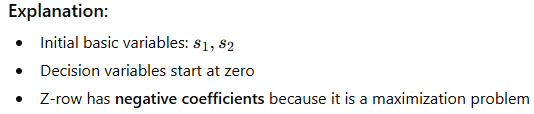 Explanation:
• Initial basic variables: s₁, s₂
• Decision variables start at zero
• Z-row has negative coefficients because it is a maximization problem